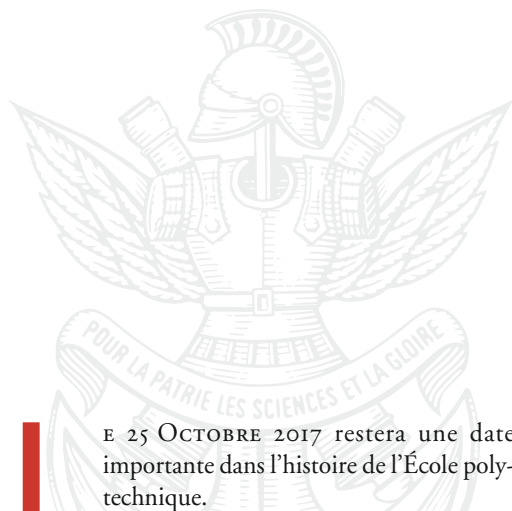 POUR LA PATRIE LES SCIENCES ET LA GLOIRE
E 25 OCTOBRE 2017 restera une date
importante dans l'histoire de l'École poly-
technique.